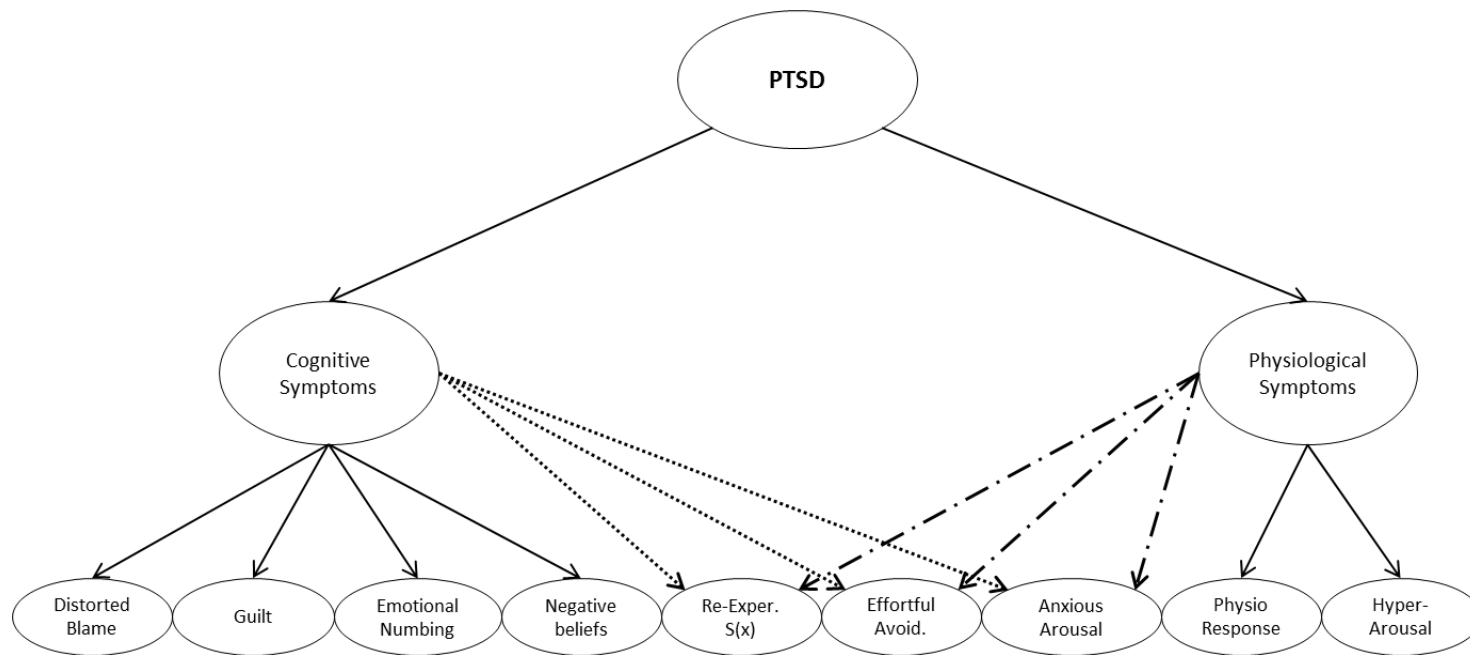 PTSD
Cognitive
Symptoms
Physiological
Symptoms
Distorted
Blame
Guilt
Emotional
Numbing
Negative
beliefs
Re-Exper.
S(x)
Effortful
Avoid.
Anxious
Arousal
Physio
Response
Hyper-
Arousal